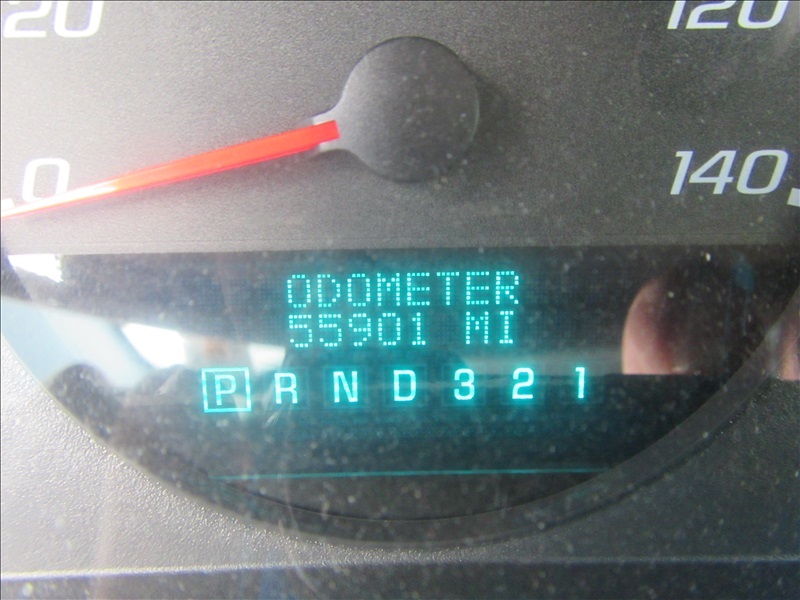 20 120
0 140
ODOMETER
55901 MI
P R N D 3 2 1